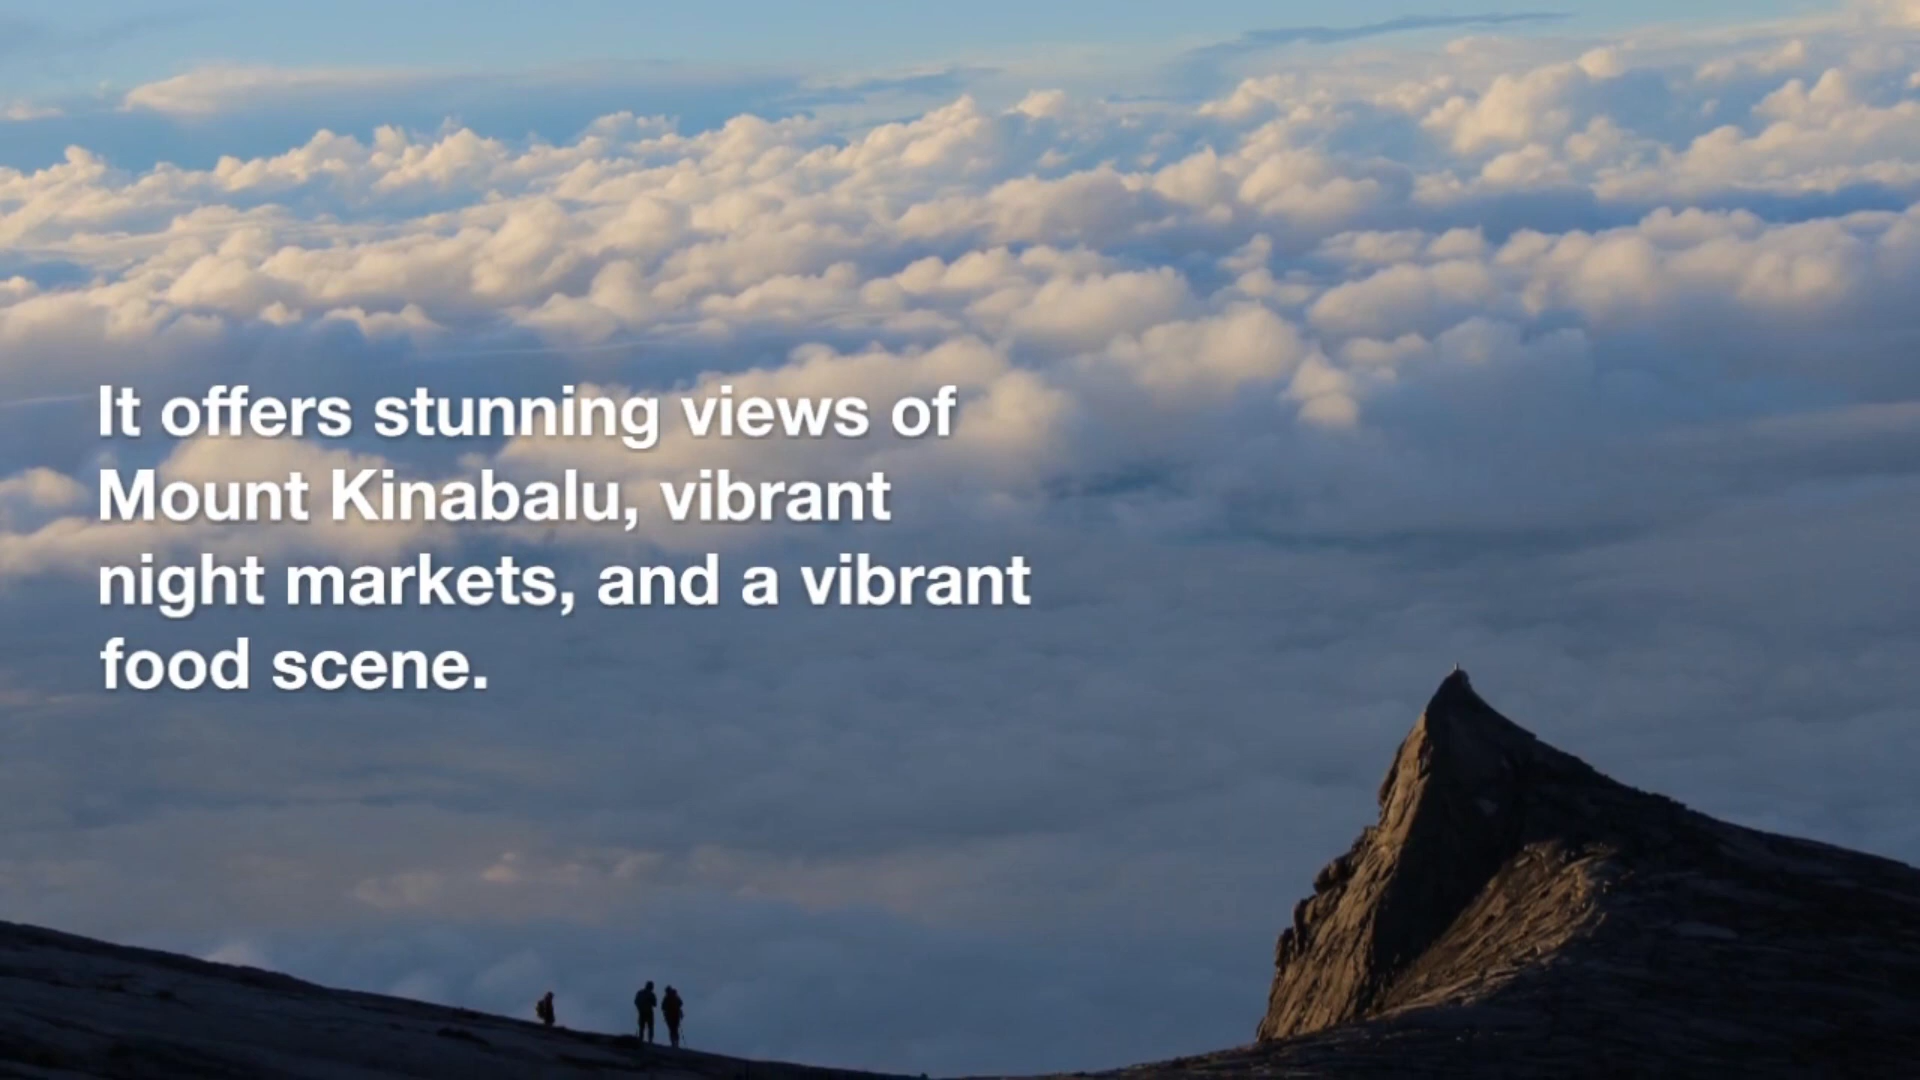 It offers stunning views of
Mount Kinabalu, vibrant
night markets, and a vibrant
food scene.